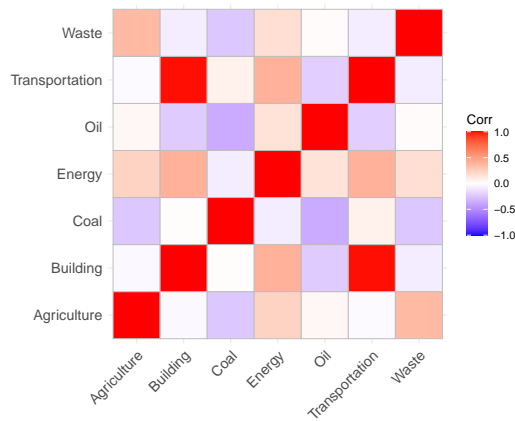 Waste
Transportation
Oil
Energy
Coal
Building
Agriculture
Agriculture
Building
Coal
Energy
Oil
Transportation
Waste
Corr
1.0
0.5
0.0
−0.5
−1.0